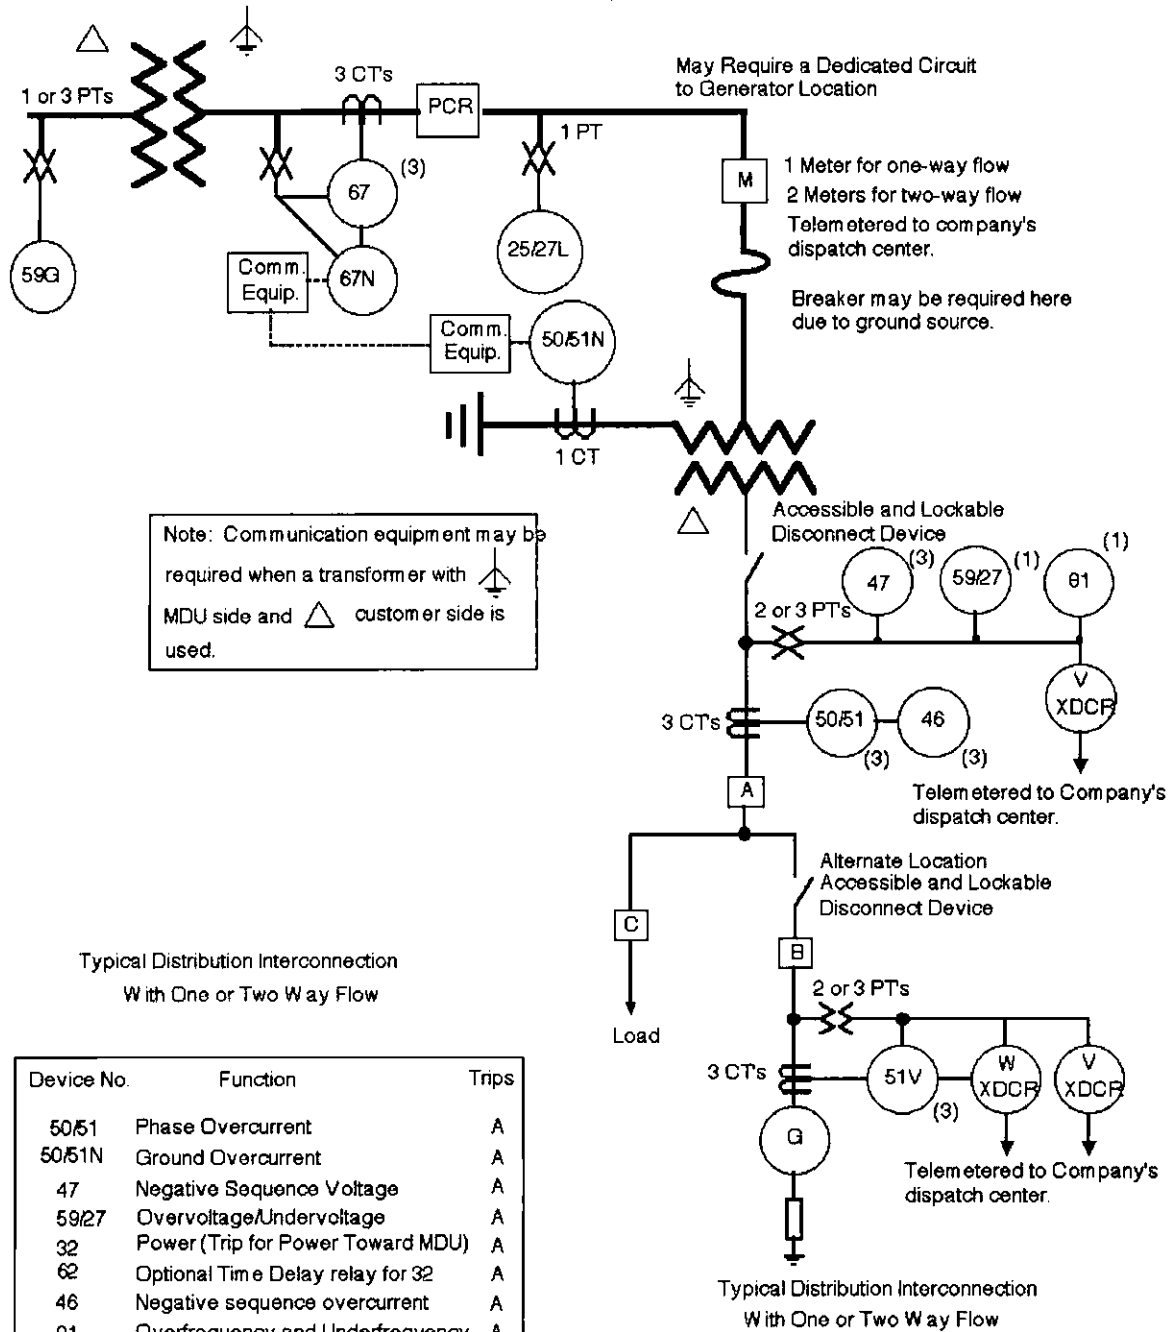 3 CT's
May Require a Dedicated Circuit
to Generator Location
1 or 3 PTs
PCR
1 PT
(3)
67
M
1 Meter for one-way flow
2 Meters for two-way flow
Telemetered to company's
dispatch center.
59G
67N
25/27L
Comm.
Equip.
Breaker may be required here
due to ground source.
Comm.
Equip.
50/51N
1 CT
Accessible and Lockable
Disconnect Device
Note: Communication equipment may be
required when a transformer with
MDU side and customer side is
used.
47
(3)
59/27
(1)
81
(1)
2 or 3 PT's
V
XDCR
3 CT's
50/51
(3)
46
(3)
Telemetered to Company's
dispatch center.
A
Alternate Location
Accessible and Lockable
Disconnect Device
C
B
Load
Typical Distribution Interconnection
With One or Two Way Flow
2 or 3 PT's
3 CT's
51V
(3)
W
XDCR
V
XDCR
G
Telemetered to Company's
dispatch center.
Device No. Function Trips
50/51 Phase Overcurrent A
50/51N Ground Overcurrent A
47 Negative Sequence Voltage A
59/27 Overvoltage/Undervoltage A
32 Power (Trip for Power Toward MDU) A
62 Optional Time Delay relay for 32 A
46 Negative sequence overcurrent A
81 Overfrequency and Underfrequency A
Typical Distribution Interconnection
With One or Two Way Flow